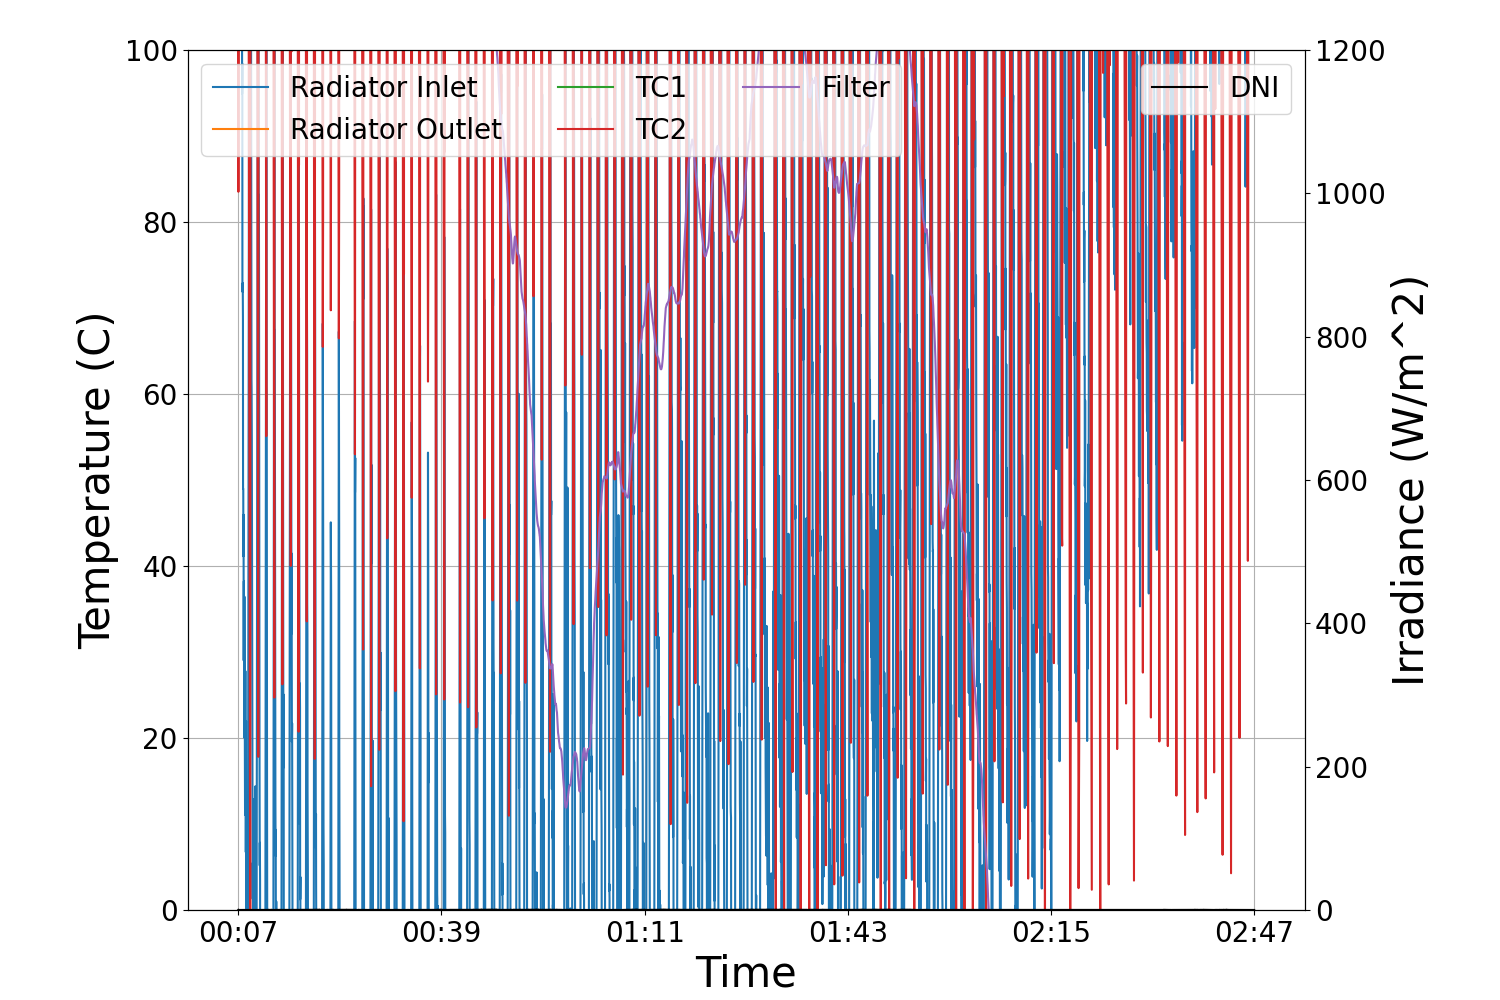 100
80
60
40
20
0
Temperature (C)
Radiator Inlet
Radiator Outlet
TC1
TC2
Filter
DNI
1200
1000
800
600
400
200
0
Irradiance (W/m^2)
00:07
00:39
01:11
01:43
02:15
02:47
Time